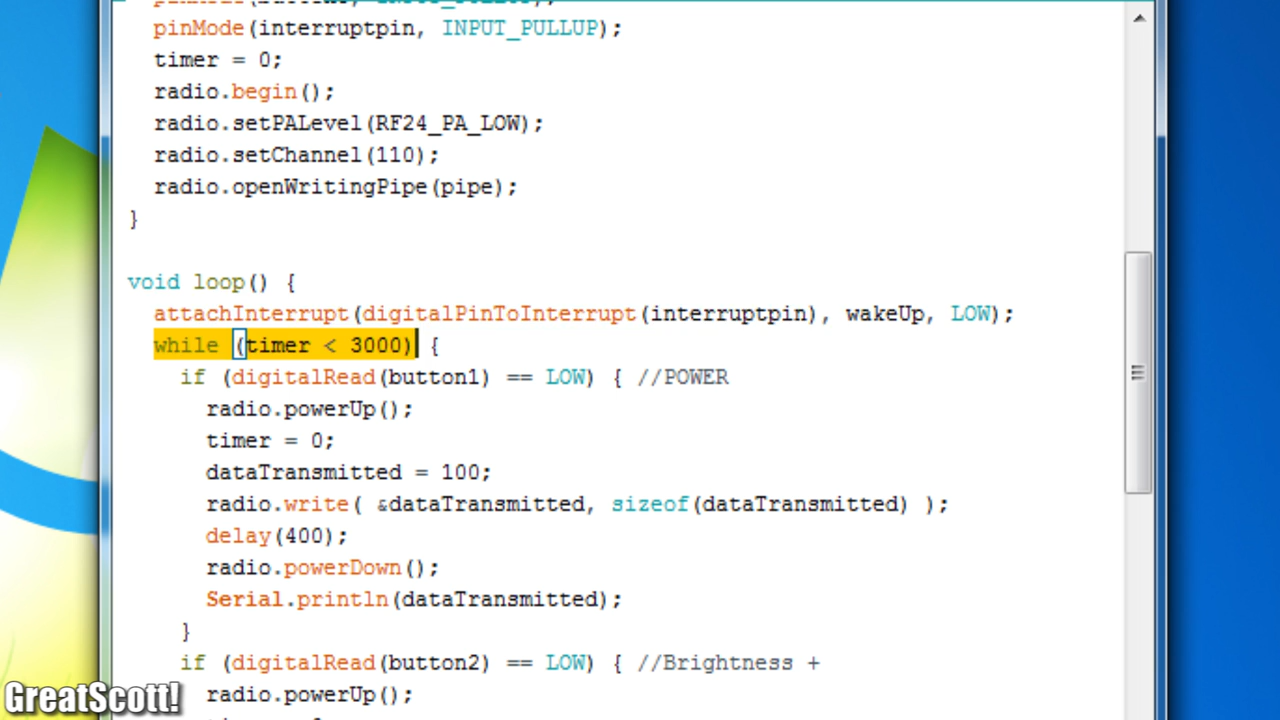 pinMode(interruptpin, INPUT_PULLUP);
timer = 0;
radio.begin();
radio.setPALevel(RF24_PA_LOW);
radio.setChannel(110);
radio.openWritingPipe(pipe);
}
void loop() {
attachInterrupt(digitalPinToInterrupt(interruptpin), wakeUp, LOW);
while (timer < 3000) {
if (digitalRead(button1) == LOW) { //POWER
radio.powerUp();
timer = 0;
dataTransmitted = 100;
radio.write( &dataTransmitted, sizeof(dataTransmitted) );
delay(400);
radio.powerDown();
Serial.println(dataTransmitted);
}
if (digitalRead(button2) == LOW) { //Brightness +
radio.powerUp();
GreatScott!